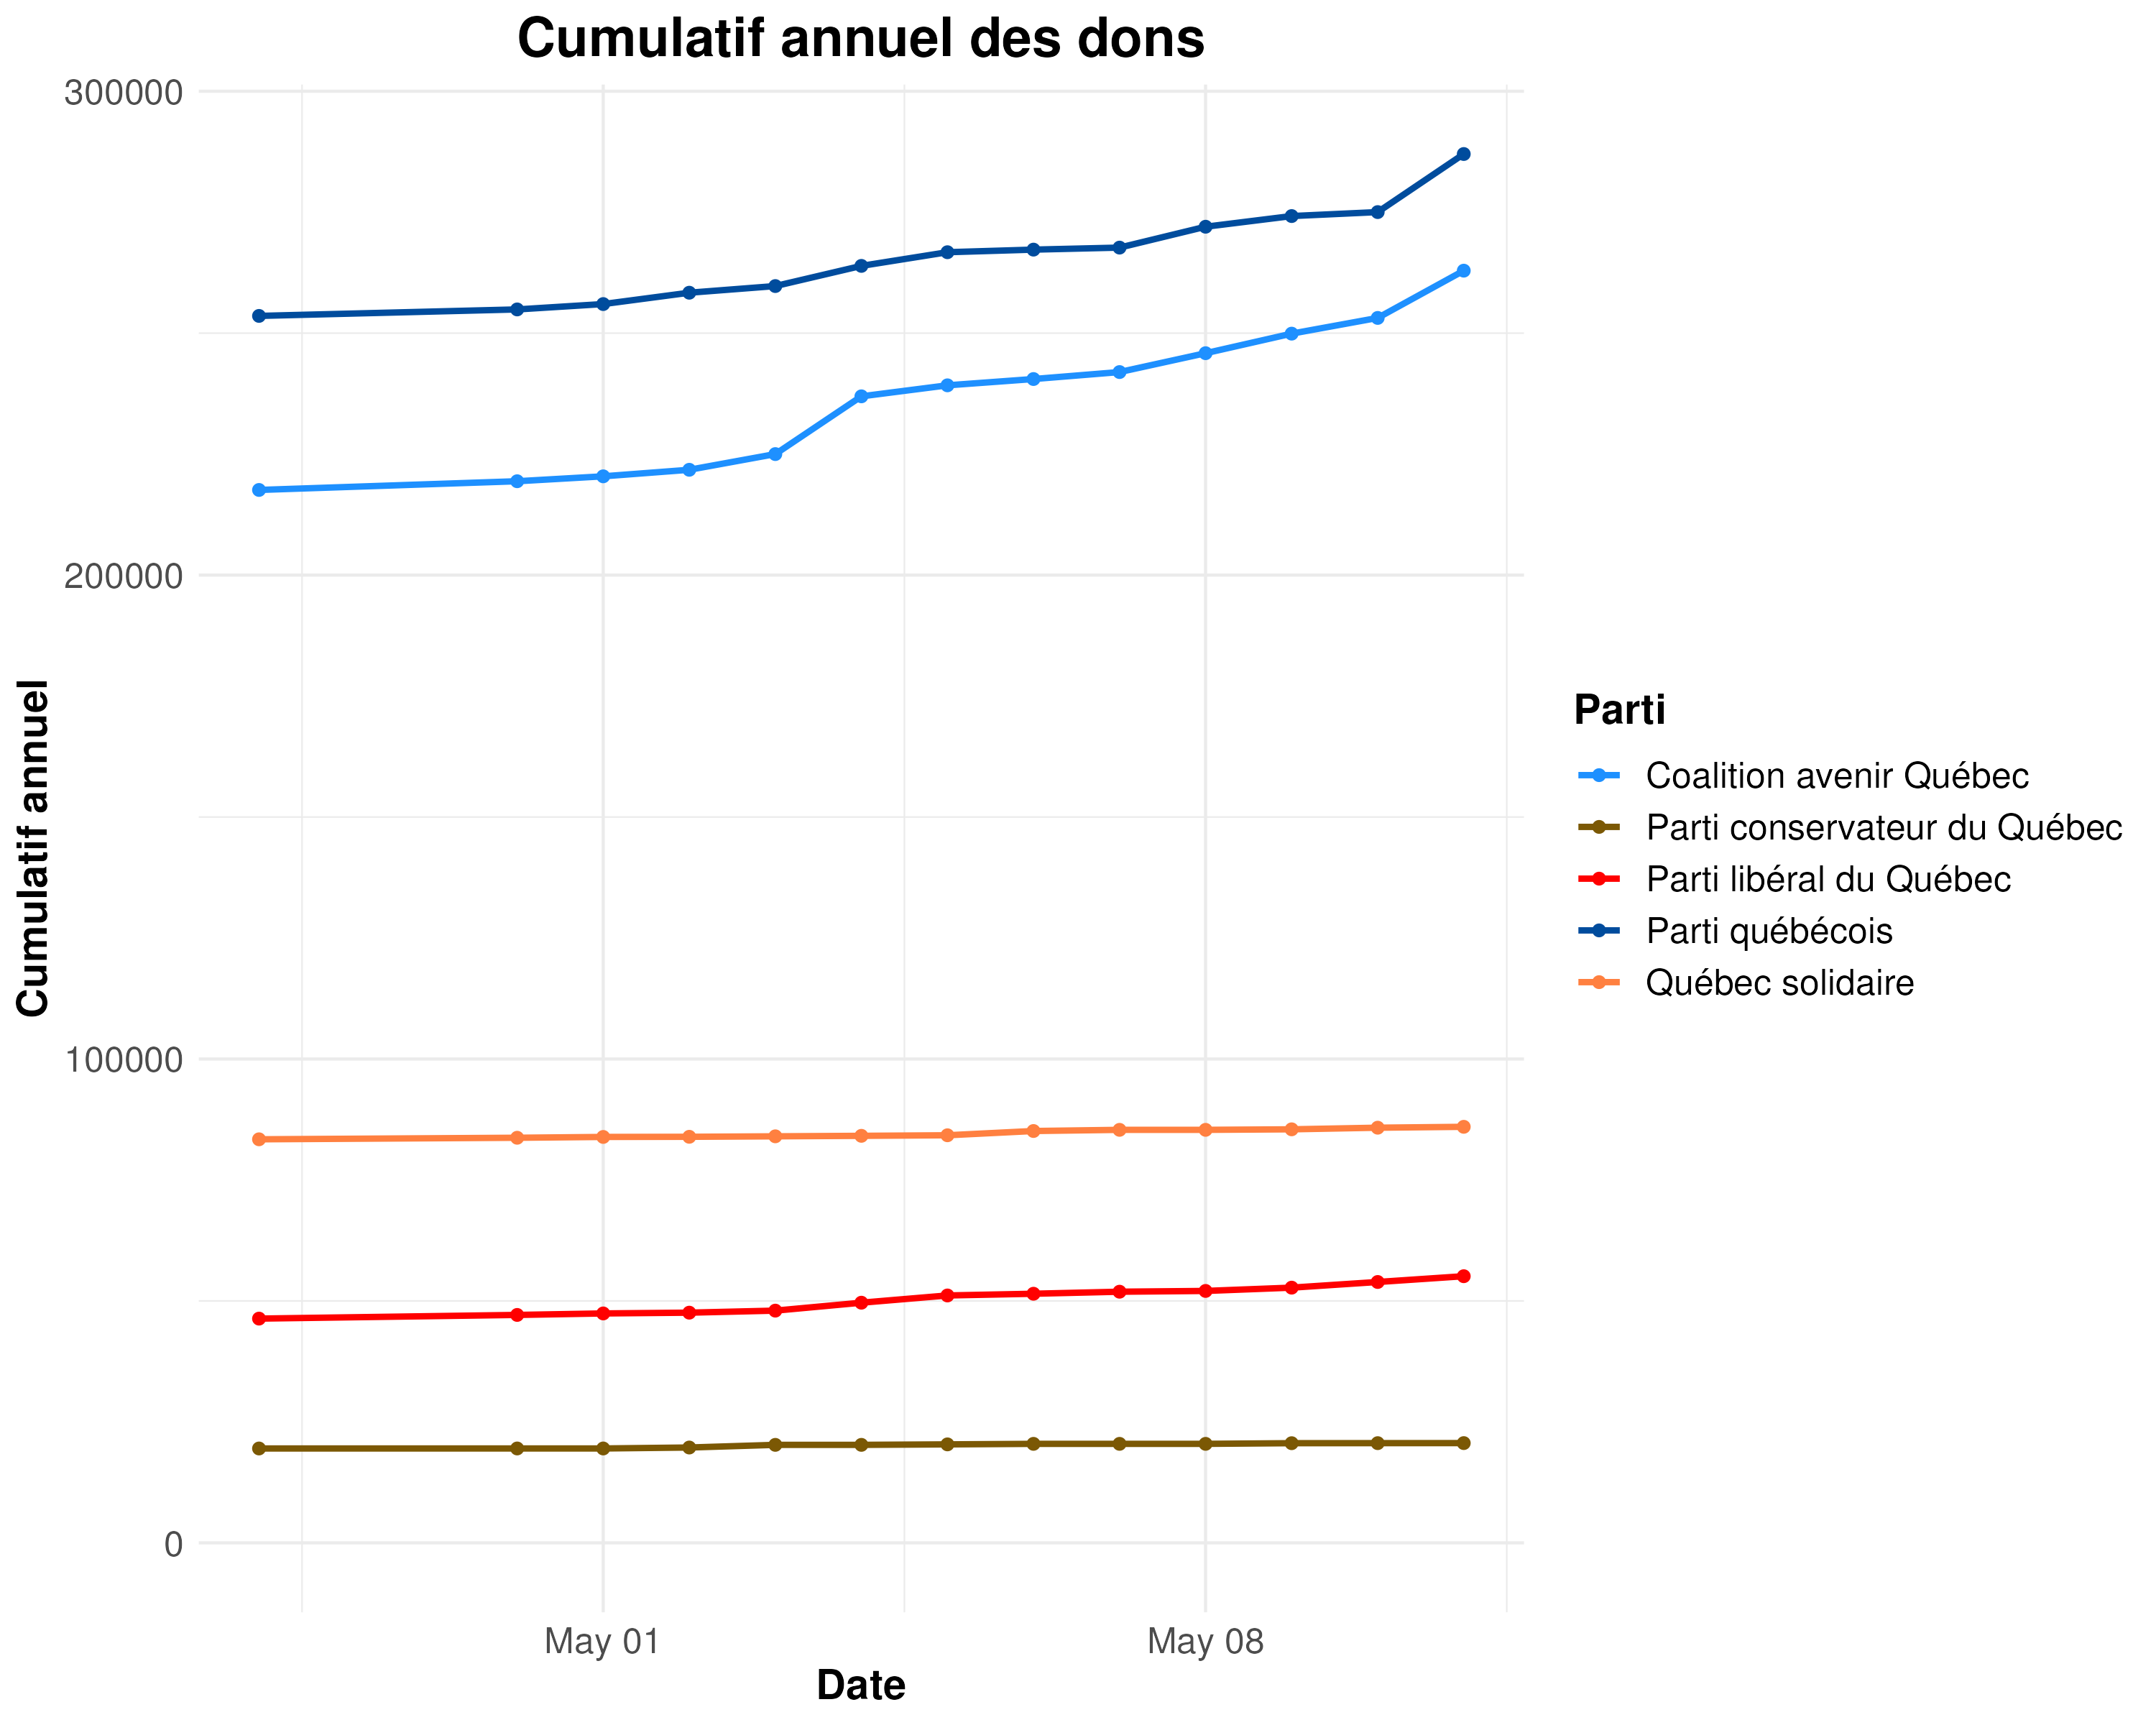 Cumulatif annuel des dons
300000
200000
100000
0
Cumulatif annuel
May 01
May 08
Date
Parti
Coalition avenir Québec
Parti conservateur du Québec
Parti libéral du Québec
Parti québécois
Québec solidaire